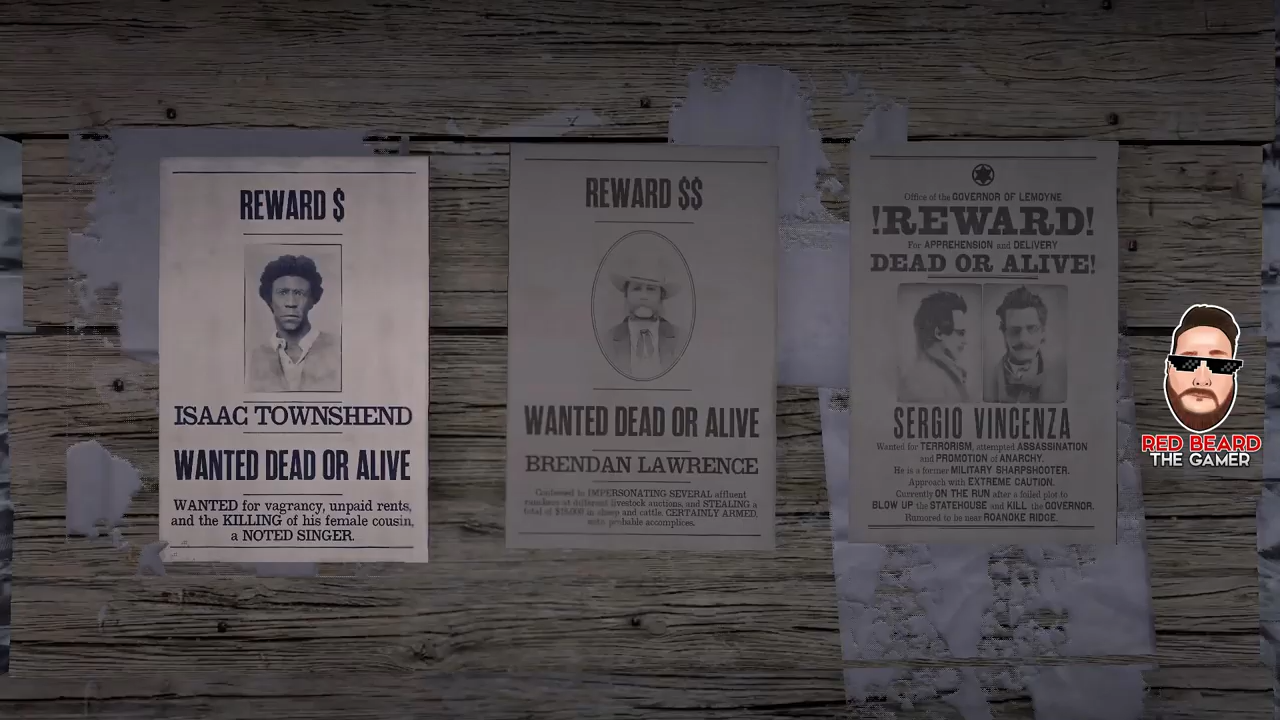 REWARD $
ISAAC TOWNSHEND
WANTED DEAD OR ALIVE
WANTED for vagrancy, unpaid rents,
and the KILLING of his female cousin,
a NOTED SINGER.
REWARD $$
WANTED DEAD OR ALIVE
BRENDAN LAWRENCE
Confessed to IMPERSONATING SEVERAL affluent
ranchers at different livestock auctions, and STEALING a
total of $15,000 in sheep and cattle. CERTAINLY ARMED,
probable accomplices.
Office of the GOVERNOR OF LEMOYNE
!REWARD!
For APPREHENSION and DELIVERY
DEAD OR ALIVE!
SERGIO VINCENZA
Wanted for TERRORISM, attempted ASSASSINATION
and PROMOTION of ANARCHY.
He is a former MILITARY SHARPSHOOTER.
Approach with EXTREME CAUTION.
Currently ON THE RUN after a foiled plot to
BLOW UP the STATEHOUSE and KILL the GOVERNOR.
Rumored to be near ROANOKE RIDGE.
RED BEARD
THE GAMER